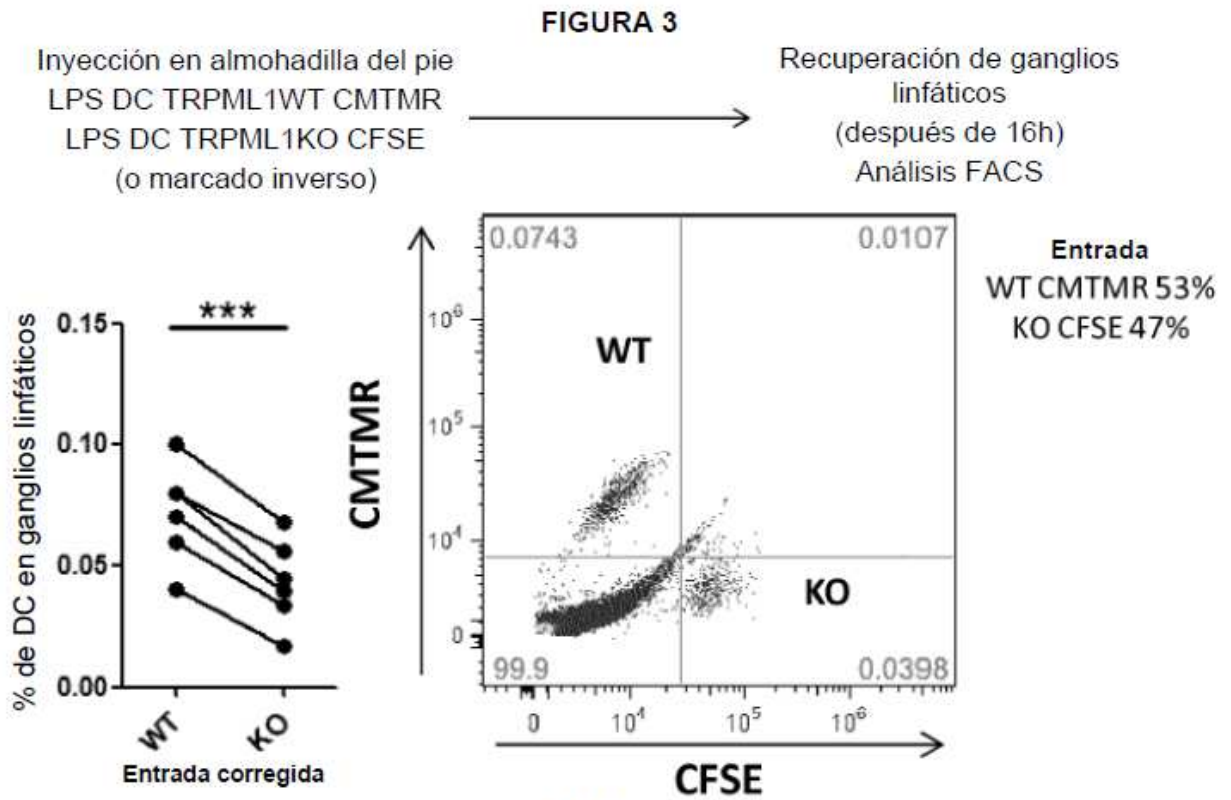 FIGURA 3
Inyección en almohadilla del pie
LPS DC TRPML1WT CMTMR
LPS DC TRPML1KO CFSE
(o marcado inverso)
Recuperación de ganglios
linfáticos
(después de 16h)
Análisis FACS
% de DC en ganglios linfáticos
0.15
0.10
0.05
0.00
***
WT
KO
Entrada corregida
CMTMR
10⁶
10⁵
10⁴
0
0.0743
0.0107
WT
KO
99.9
0.0398
0
10⁴
10⁵
10⁶
CFSE
Entrada
WT CMTMR 53%
KO CFSE 47%